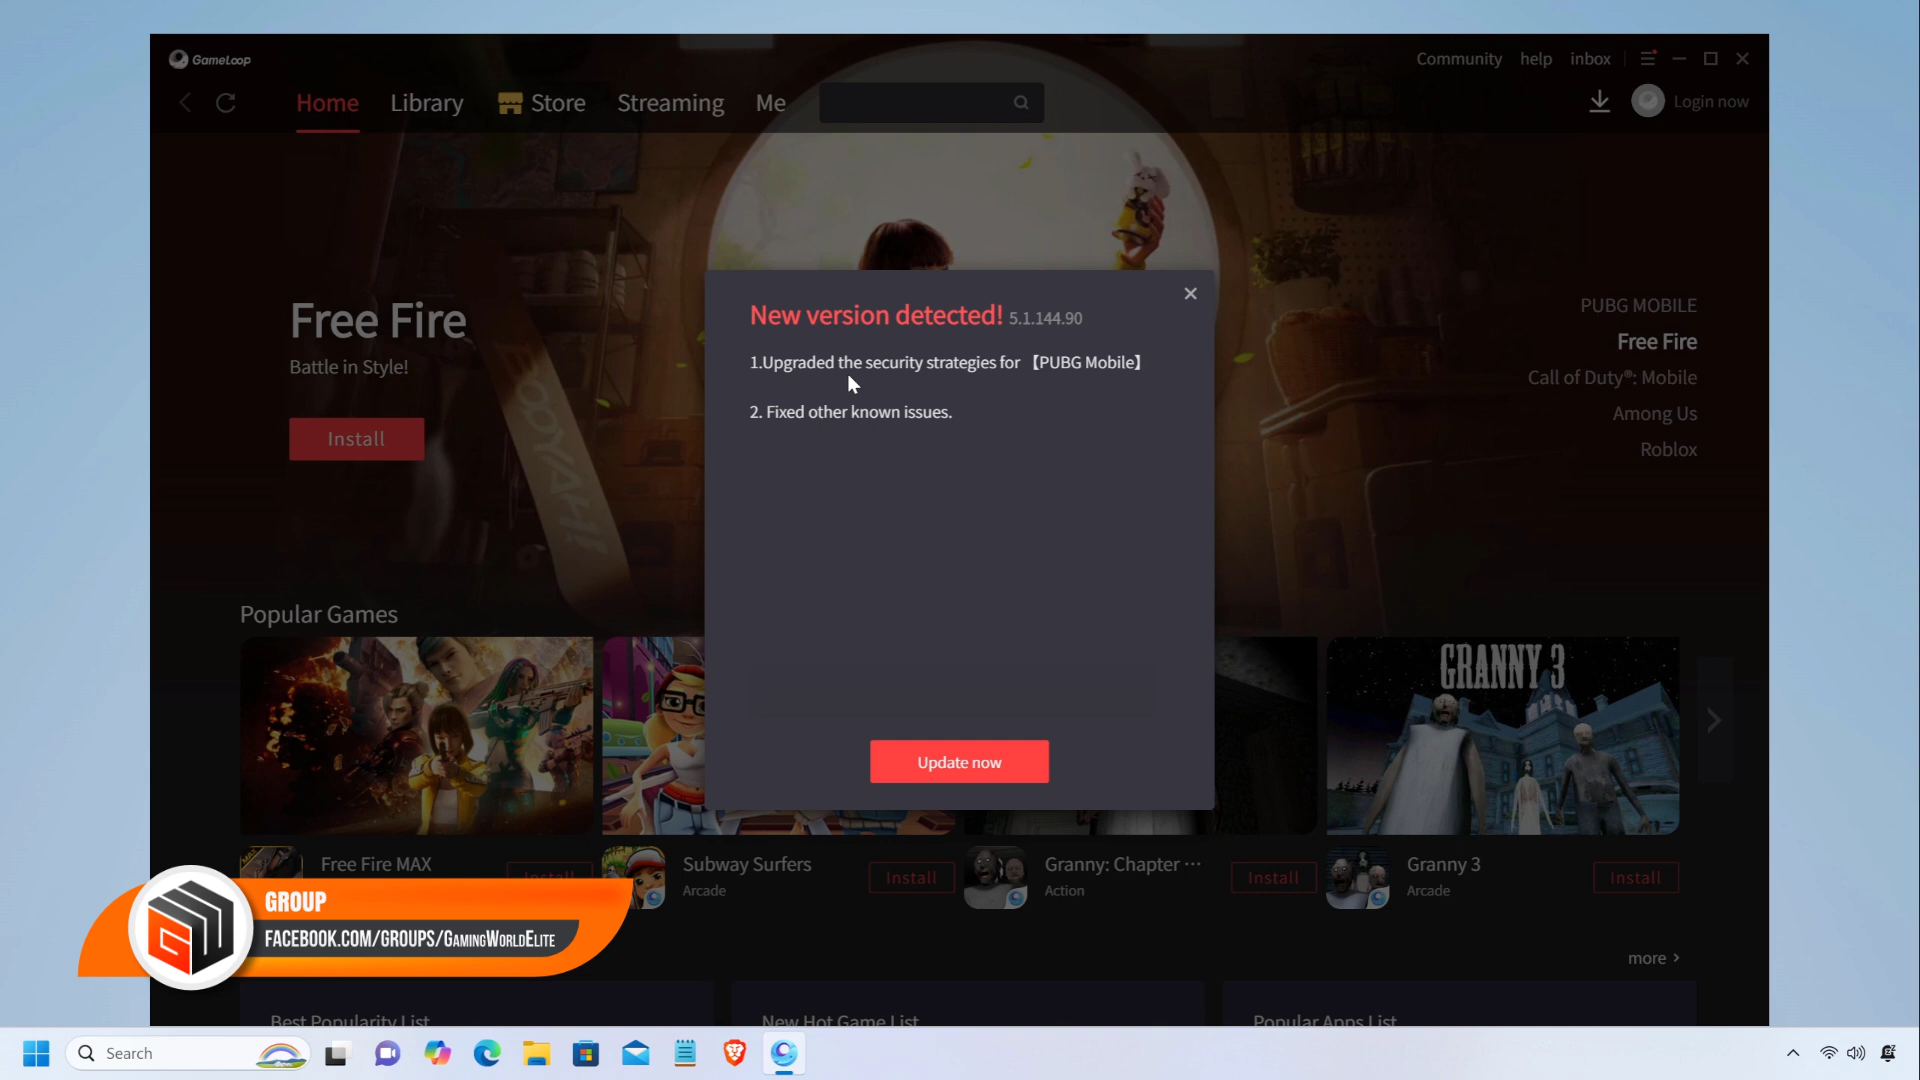 GameLoop
Community help inbox
Home Library Store Streaming Me
Login now
Free Fire
Battle in Style!
Install
PUBG MOBILE
Free Fire
Call of Duty®: Mobile
Among Us
Roblox
New version detected! 5.1.144.90
1.Upgraded the security strategies for 【PUBG Mobile】
2. Fixed other known issues.
Update now
BOOYAH!
Popular Games
GRANNY 3
Free Fire MAX
Install
Subway Surfers
Arcade
Install
Granny: Chapter ···
Action
Install
Granny 3
Arcade
Install
GROUP
FACEBOOK.COM/GROUPS/GAMINGWORLDELITE
more >
Best Popularity List
New Hot Game List
Popular Apps List
Search